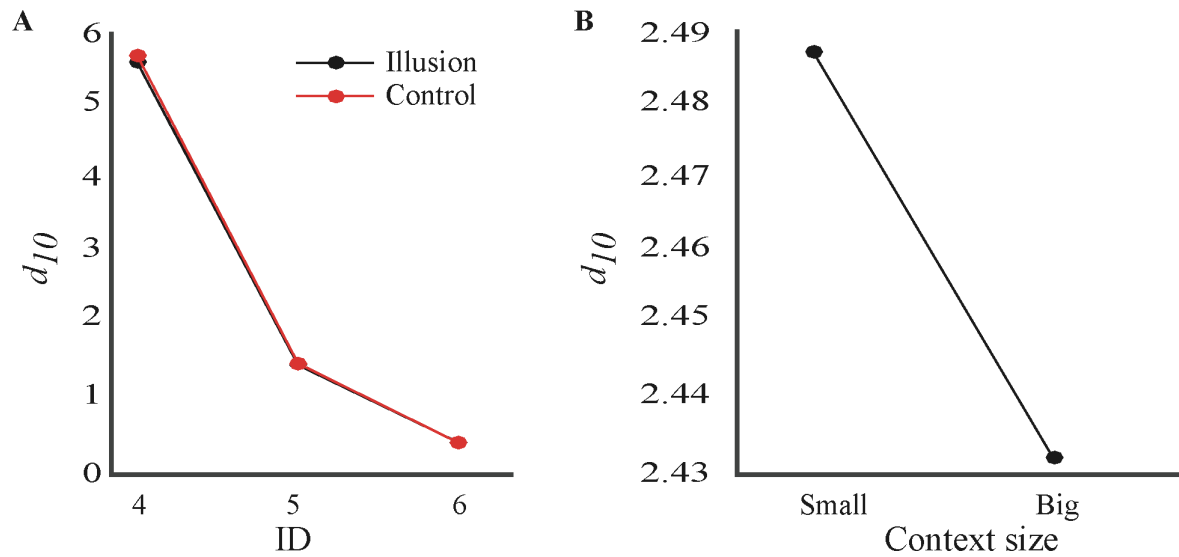 A
6
5
4
3
2
1
0
d10
4 5 6
ID
Illusion
Control
B
2.49
2.48
2.47
2.46
2.45
2.44
2.43
d10
Small Big
Context size